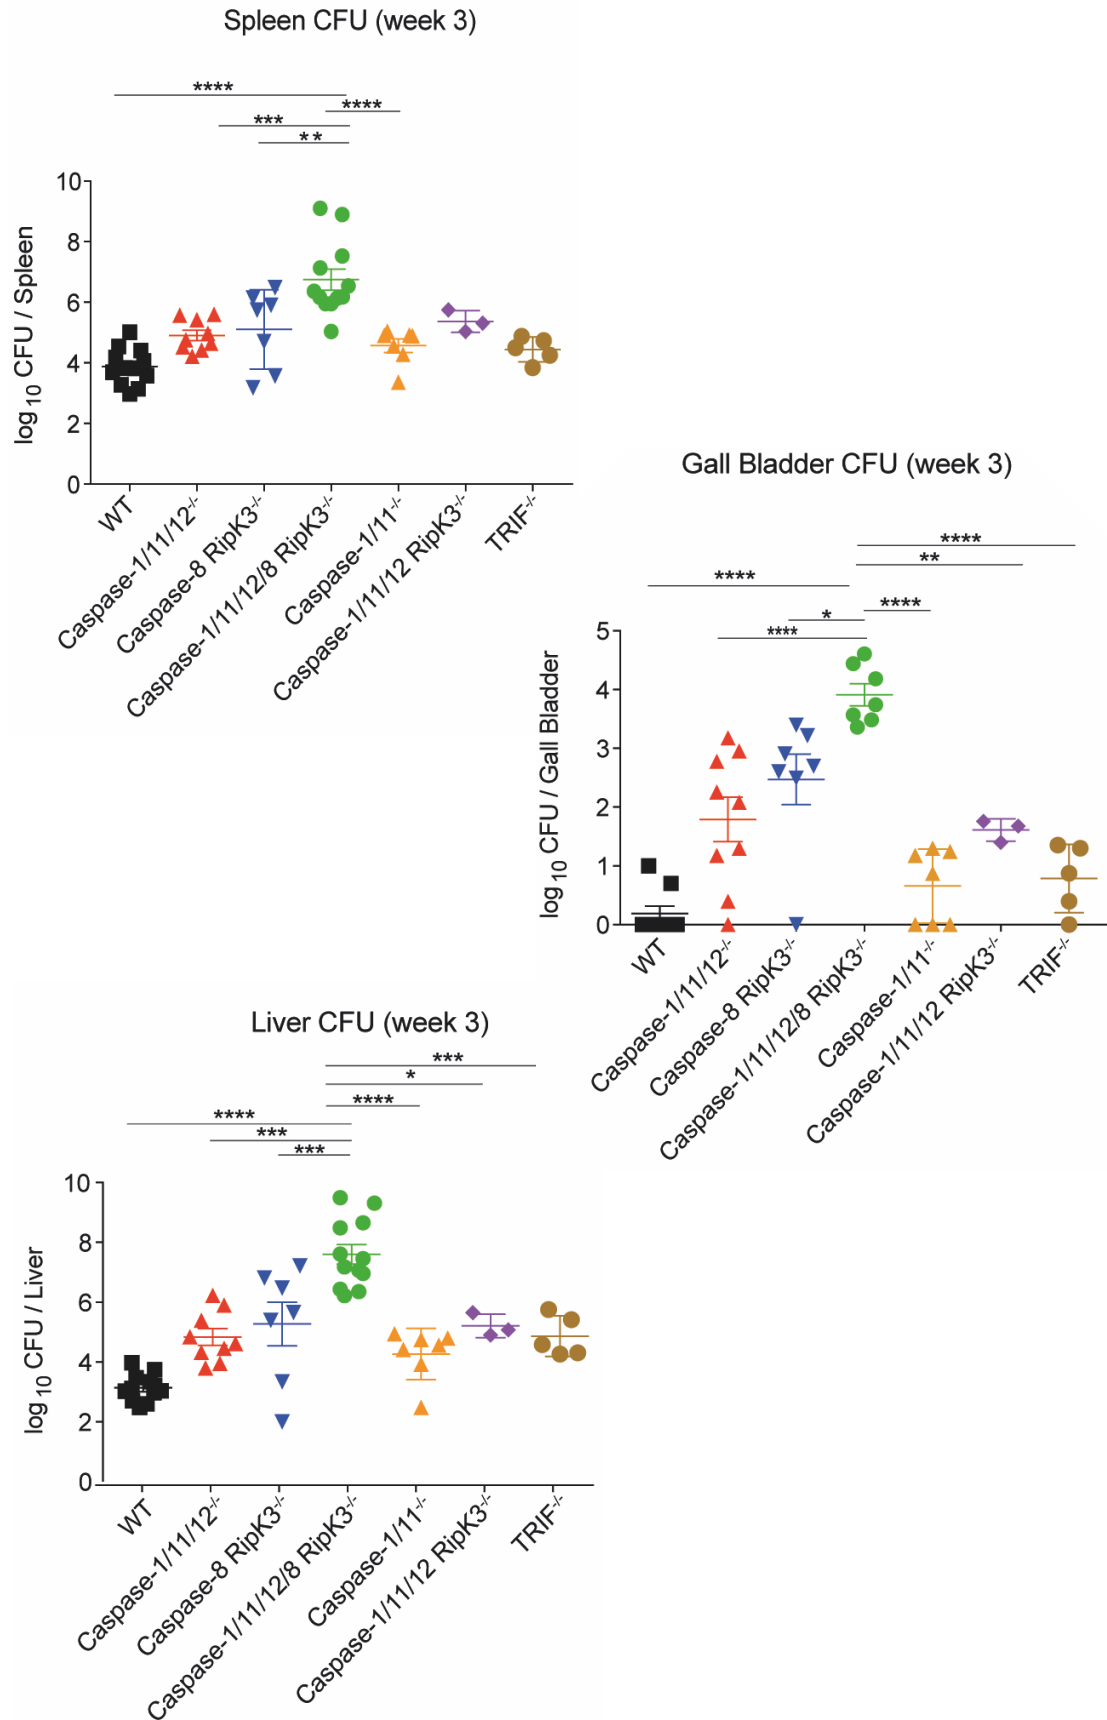 Spleen CFU (week 3)
****
****
***
**
10
8
6
4
2
0
log10 CFU / Spleen
WT
Caspase-1/11/12-/-
Caspase-8 RipK3-/-
Caspase-1/11/12/8 RipK3-/-
Caspase-1/11-/-
Caspase-1/11/12 RipK3-/-
TRIF-/-
Gall Bladder CFU (week 3)
****
**
****
****
*
****
5
4
3
2
1
0
log10 CFU / Gall Bladder
WT
Caspase-1/11/12-/-
Caspase-8 RipK3-/-
Caspase-1/11/12/8 RipK3-/-
Caspase-1/11-/-
Caspase-1/11/12 RipK3-/-
TRIF-/-
Liver CFU (week 3)
***
*
****
****
***
***
10
8
6
4
2
0
log10 CFU / Liver
WT
Caspase-1/11/12-/-
Caspase-8 RipK3-/-
Caspase-1/11/12/8 RipK3-/-
Caspase-1/11-/-
Caspase-1/11/12 RipK3-/-
TRIF-/-